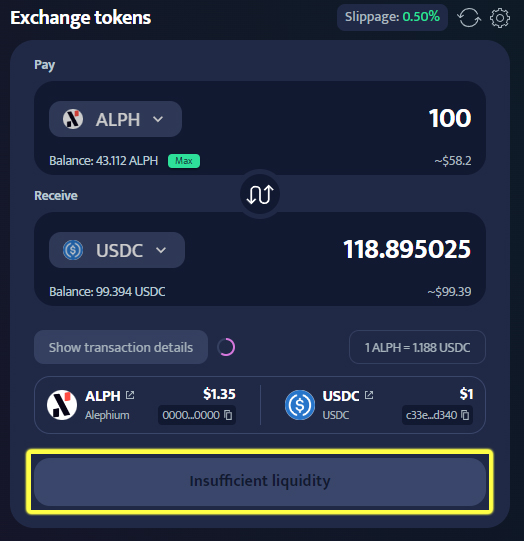 Exchange tokens
Slippage: 0.50%
Pay
ALPH 100
Balance: 43.112 ALPH Max ~$58.2
Receive
USDC 118.895025
Balance: 99.394 USDC ~$99.39
Show transaction details 1 ALPH = 1.188 USDC
ALPH $1.35 USDC $1
Alephium 0000...0000 USDC c33e...d340
Insufficient liquidity